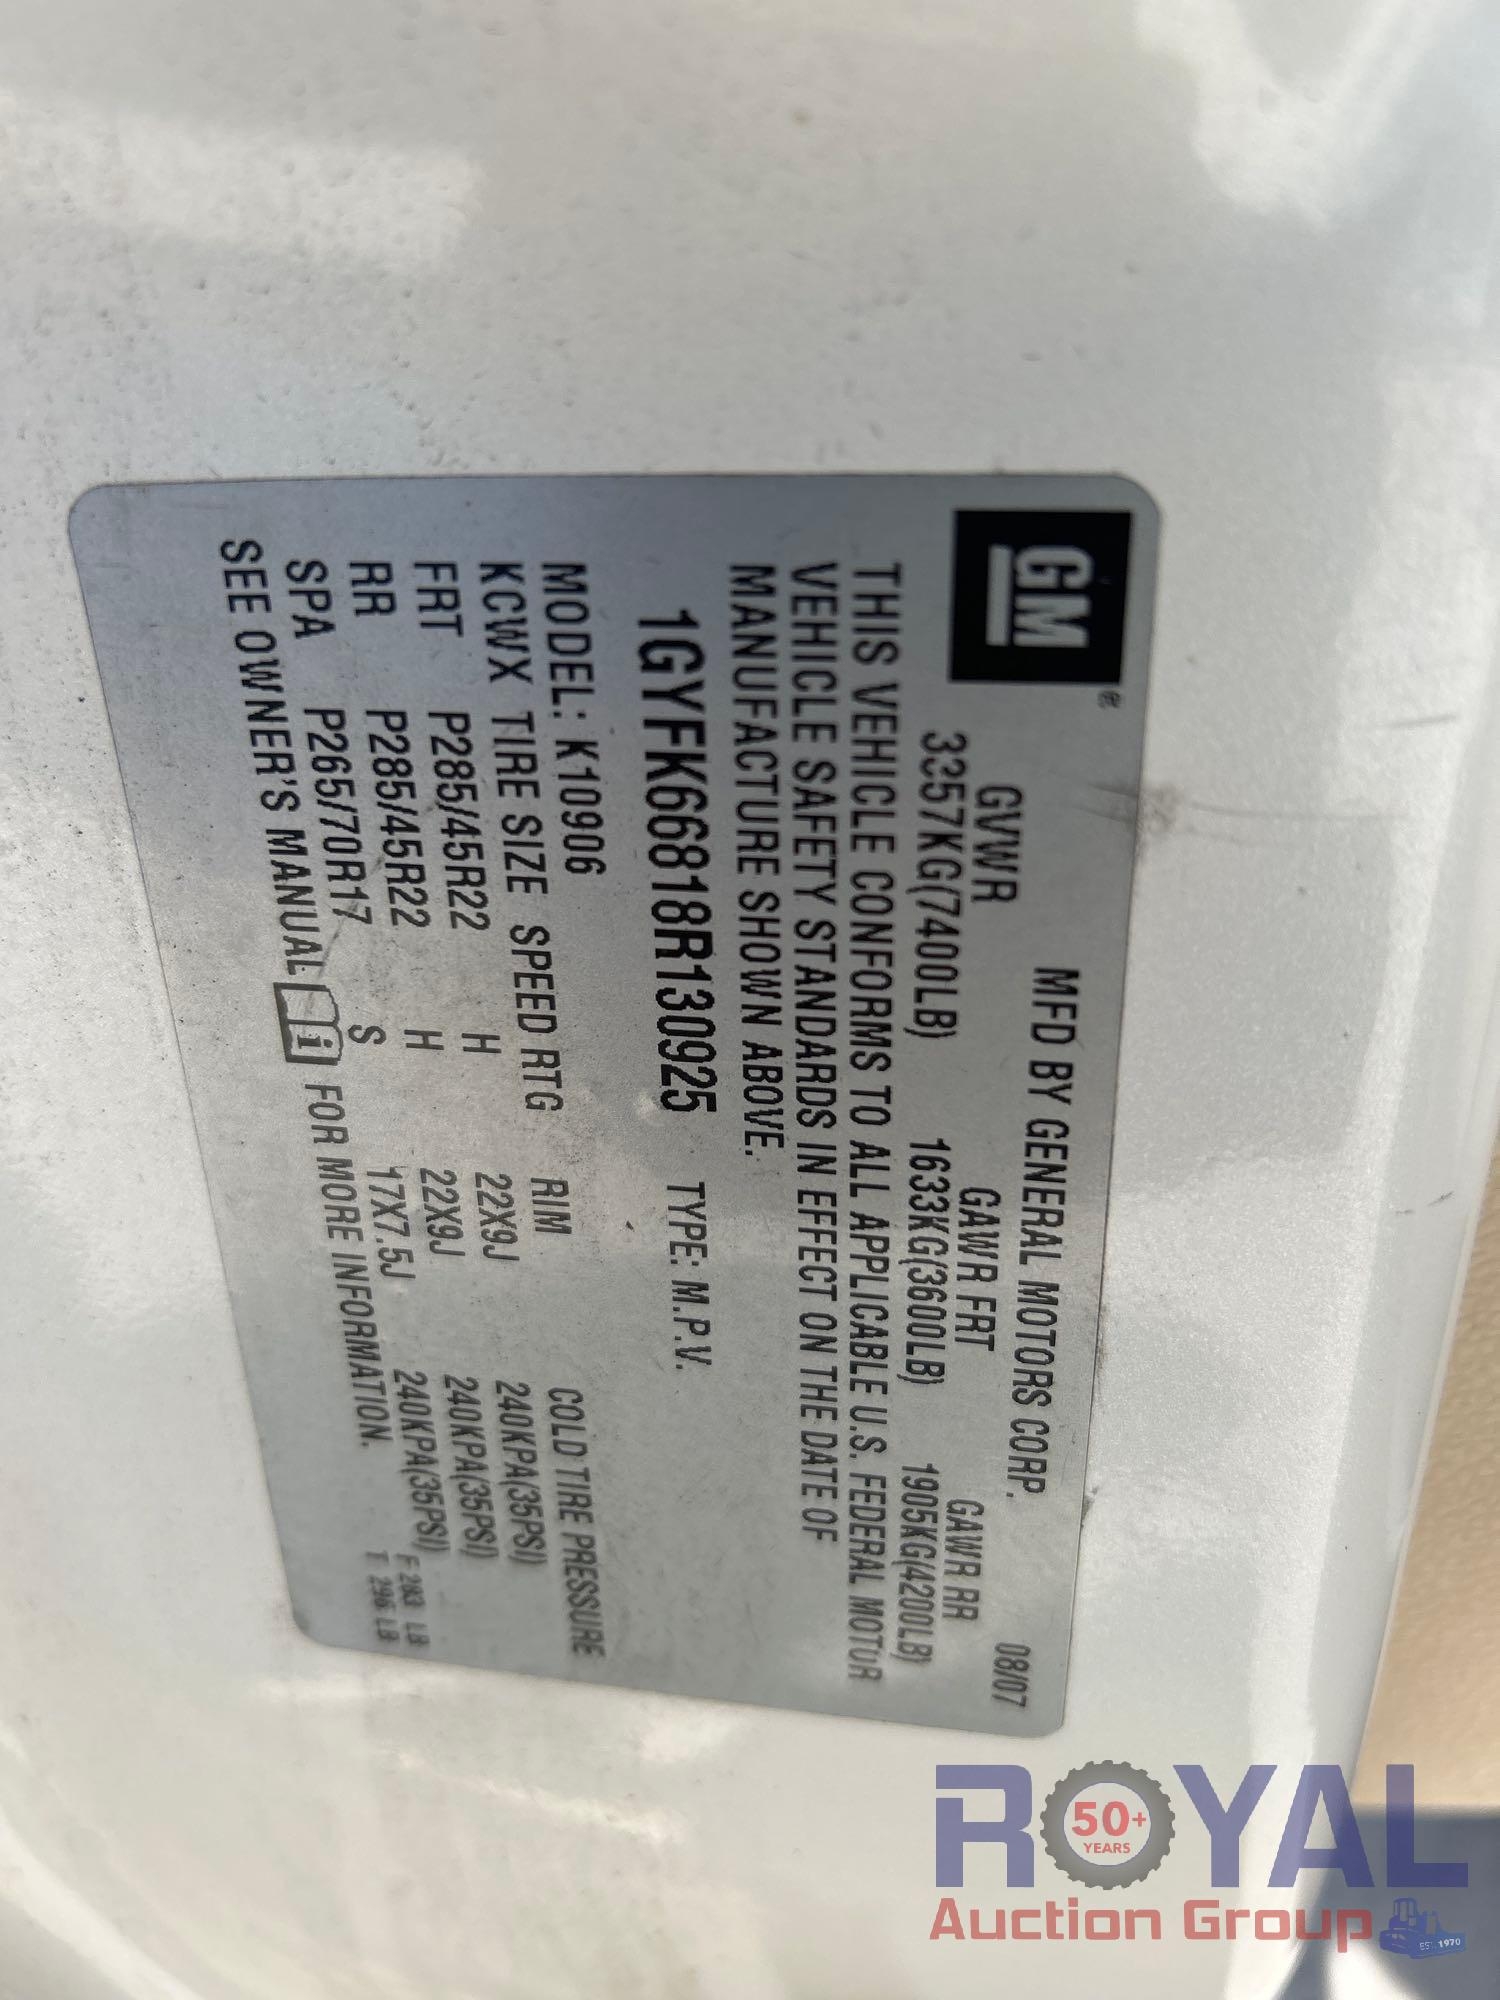 GM
MFD BY GENERAL MOTORS CORP. 08/07
GVWR GAWR FRT GAWR RR
3357KG(7400LB) 1633KG(3600LB) 1905KG(4200LB)
THIS VEHICLE CONFORMS TO ALL APPLICABLE U.S. FEDERAL MOTOR
VEHICLE SAFETY STANDARDS IN EFFECT ON THE DATE OF
MANUFACTURE SHOWN ABOVE.
1GYFK66818R130925 TYPE: M.P.V.
MODEL: K10906
KCWX TIRE SIZE SPEED RTG RIM COLD TIRE PRESSURE
FRT P285/45R22 H 22X9J 240KPA(35PSI)
RR P285/45R22 H 22X9J 240KPA(35PSI)
SPA P265/70R17 S 17X7.5J 240KPA(35PSI) F 283 LB
SEE OWNER'S MANUAL i FOR MORE INFORMATION. T 296 LB
ROYAL
50+
YEARS
Auction Group
EST. 1970